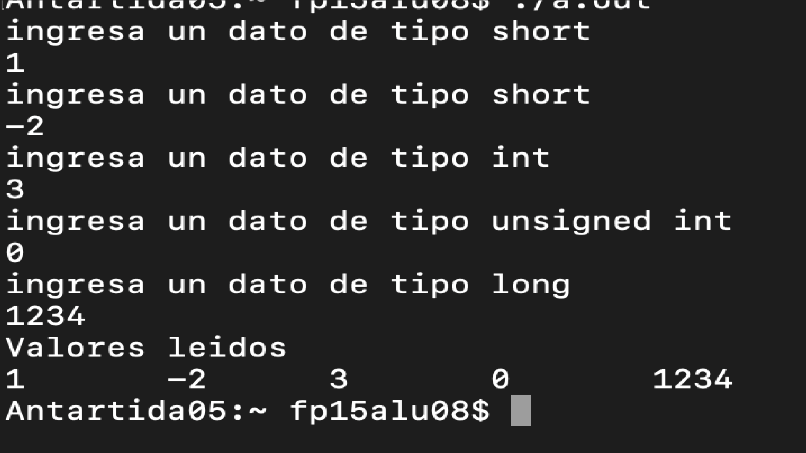 Antartida05:~ fp15alu08$ ./a.out
ingresa un dato de tipo short
1
ingresa un dato de tipo short
-2
ingresa un dato de tipo int
3
ingresa un dato de tipo unsigned int
0
ingresa un dato de tipo long
1234
Valores leidos
1 -2 3 0 1234
Antartida05:~ fp15alu08$